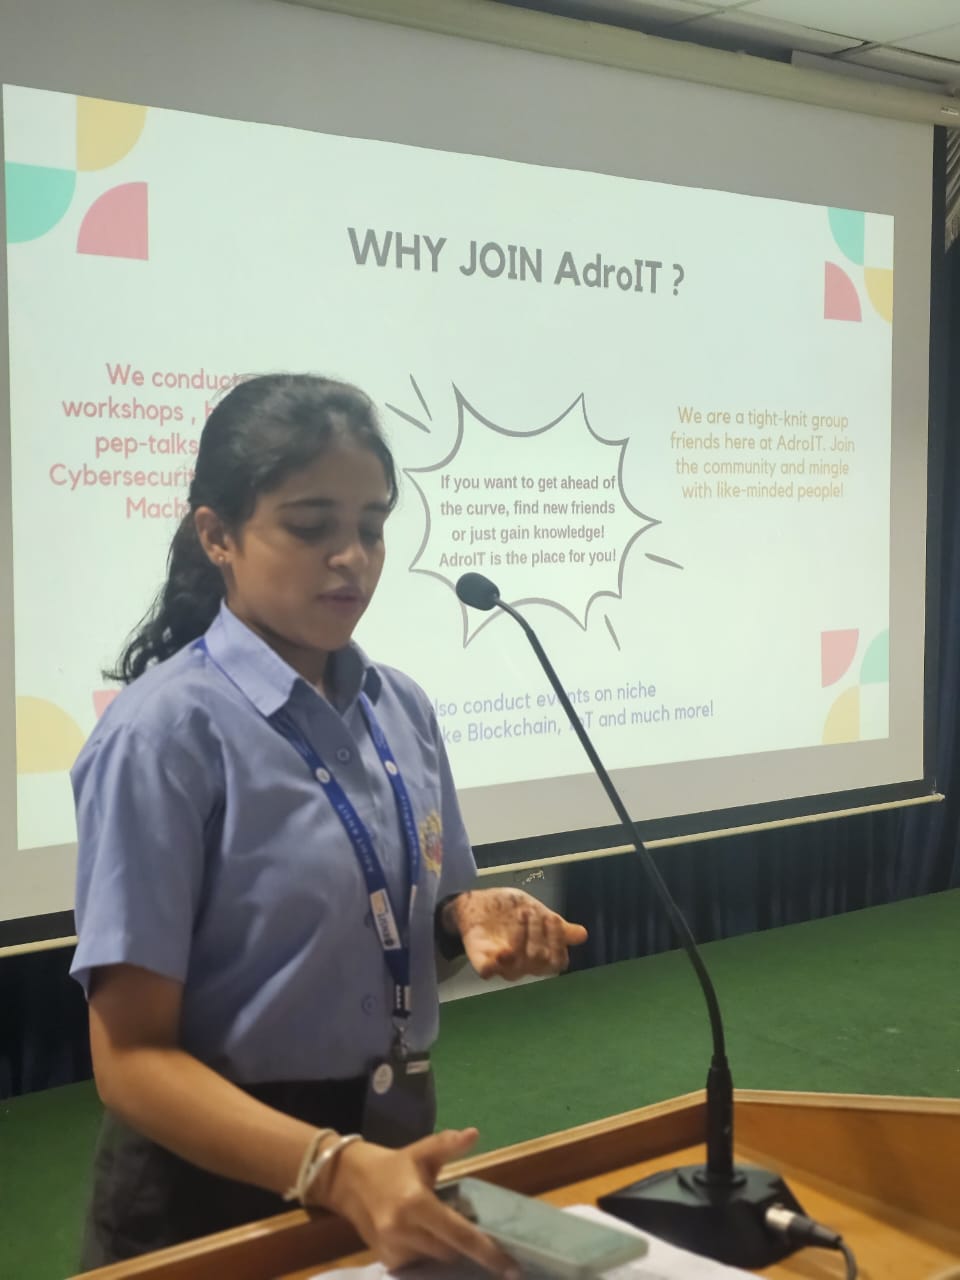 WHY JOIN AdroIT ?
We conduct
workshops ,
pep-talks
Cybersecurit
Mach
If you want to get ahead of
the curve, find new friends
or just gain knowledge!
AdroIT is the place for you!
We are a tight-knit group
friends here at AdroIT. Join
the community and mingle
with like-minded people!
lso conduct events on niche
ke Blockchain, IoT and much more!